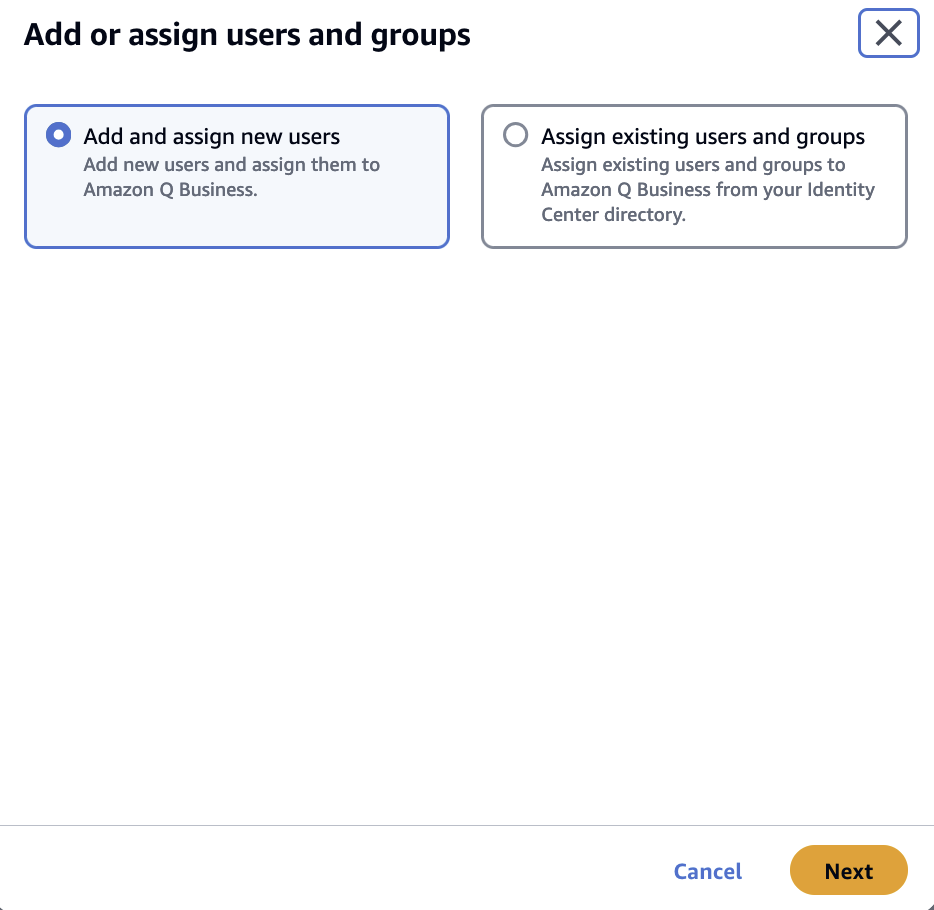 Add or assign users and groups
Add and assign new users
Add new users and assign them to
Amazon Q Business.
Assign existing users and groups
Assign existing users and groups to
Amazon Q Business from your Identity
Center directory.
Cancel
Next